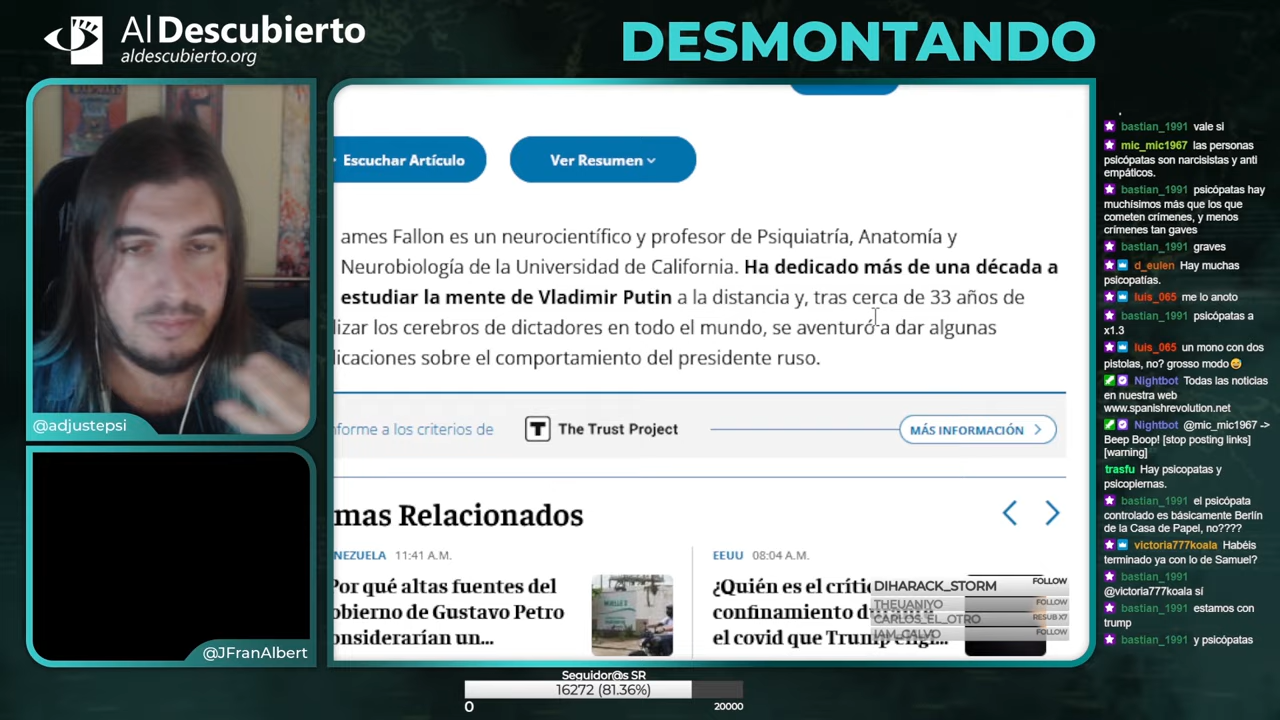 Al Descubierto
aldescubierto.org
DESMONTANDO
@adjustepsi
@JFranAlbert
Escuchar Artículo
Ver Resumen
ames Fallon es un neurocientífico y profesor de Psiquiatría, Anatomía y
Neurobiología de la Universidad de California. Ha dedicado más de una década a
estudiar la mente de Vladimir Putin a la distancia y, tras cerca de 33 años de
lizar los cerebros de dictadores en todo el mundo, se aventuró a dar algunas
licaciones sobre el comportamiento del presidente ruso.
nforme a los criterios de
T The Trust Project
MÁS INFORMACIÓN
mas Relacionados
NEZUELA 11:41 A.M.
Por qué altas fuentes del
obierno de Gustavo Petro
onsiderarían un...
EEUU 08:04 A.M.
¿Quién es el crític
confinamiento d
el covid que Trump eligi...
DIHARACK_STORM FOLLOW
THEUANIYO FOLLOW
CARLOS_EL_OTRO RESUB X7
IAM_CALVO FOLLOW
bastian_1991 vale si
mic_mic1967 las personas
psicópatas son narcisistas y anti
empáticos.
bastian_1991 psicópatas hay
muchísimos más que los que
cometen crímenes, y menos
crímenes tan gaves
bastian_1991 graves
d_eulen Hay muchas
psicopatías.
luis_065 me lo anoto
bastian_1991 psicópatas a
x1.3
luis_065 un mono con dos
pistolas, no? grosso modo
Nightbot Todas las noticias
en nuestra web
www.spanishrevolution.net
Nightbot @mic_mic1967 ->
Beep Boop! [stop posting links]
[warning]
trasfu Hay psicopatas y
psicopiernas.
bastian_1991 el psicópata
controlado es básicamente Berlín
de la Casa de Papel, no????
victoria777koala Habéis
terminado ya con lo de Samuel?
bastian_1991
@victoria777koala sí
bastian_1991 estamos con
trump
bastian_1991 y psicópatas
Seguidor@s SR
16272 (81.36%)
0
20000